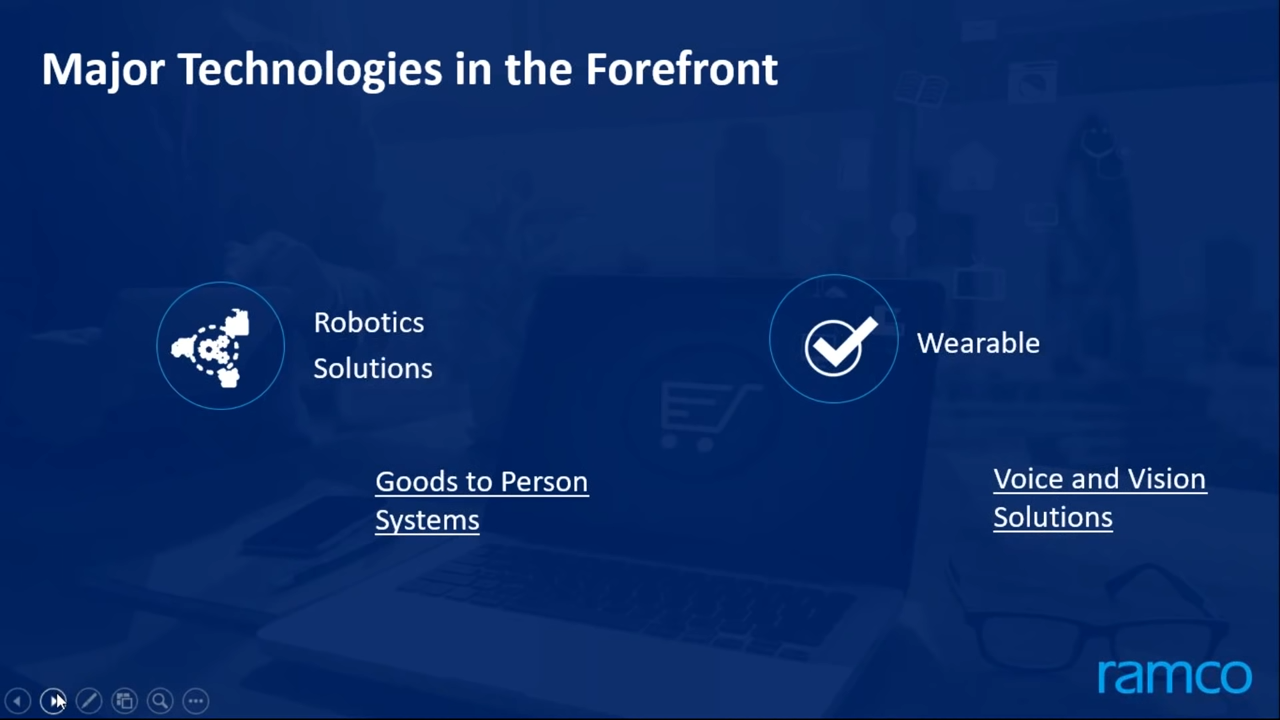 Major Technologies in the Forefront
Robotics
Solutions
Wearable
Goods to Person
Systems
Voice and Vision
Solutions
ramco